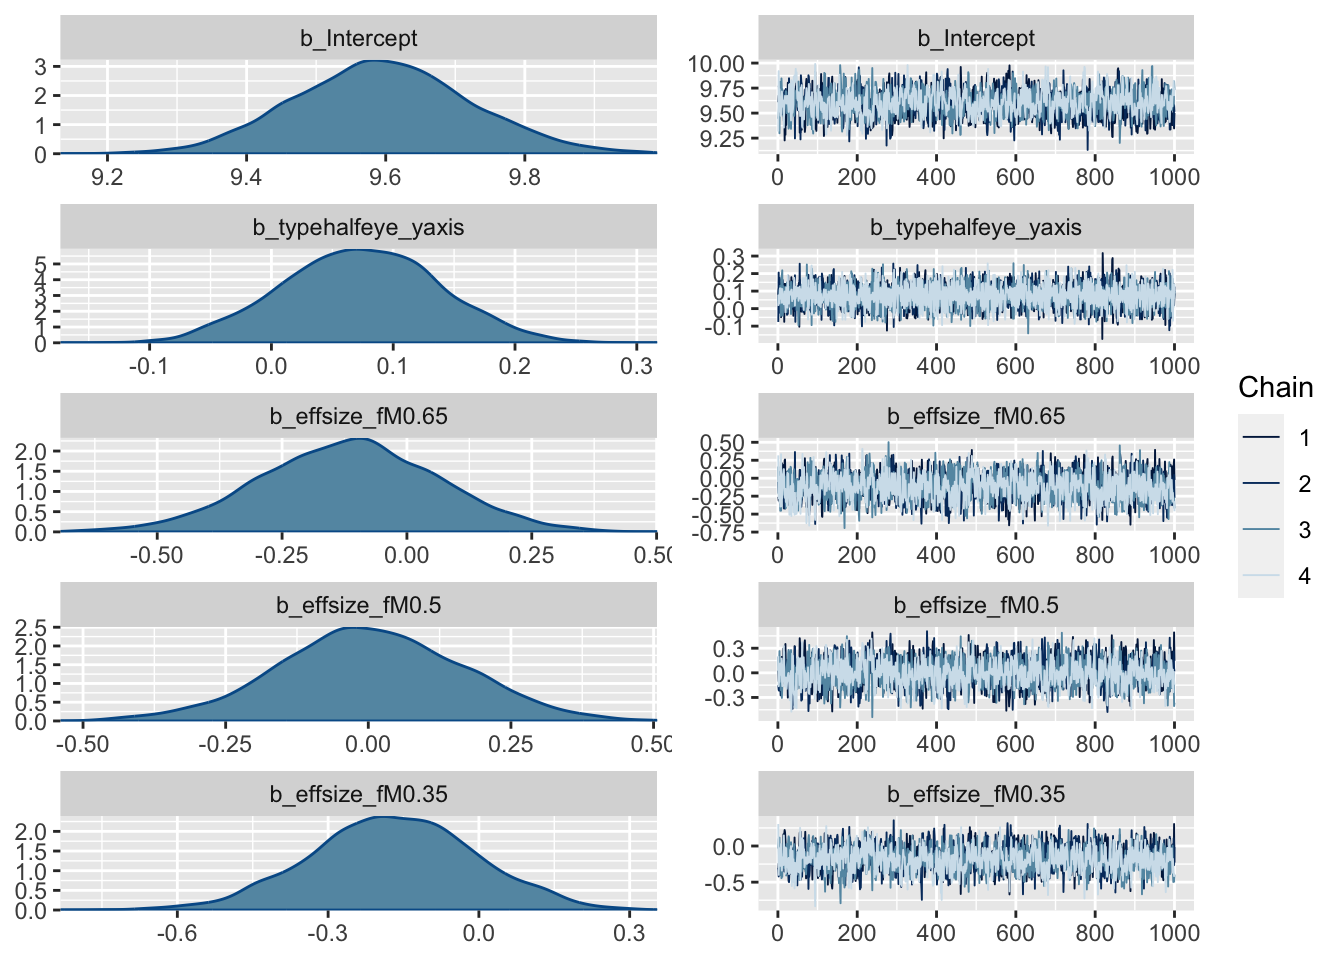 b_Intercept
3
2
1
0
9.2 9.4 9.6 9.8
b_Intercept
10.00
9.75
9.50
9.25
0 200 400 600 800 1000
b_typehalfeye_yaxis
5
4
3
2
1
0
-0.1 0.0 0.1 0.2 0.3
b_typehalfeye_yaxis
0.3
0.2
0.1
0.0
-0.1
0 200 400 600 800 1000
b_effsize_fM0.65
2.0
1.5
1.0
0.5
0.0
-0.50 -0.25 0.00 0.25 0.50
b_effsize_fM0.65
0.50
0.25
0.00
-0.25
-0.50
-0.75
0 200 400 600 800 1000
b_effsize_fM0.5
2.5
2.0
1.5
1.0
0.5
0.0
-0.50 -0.25 0.00 0.25 0.50
b_effsize_fM0.5
0.3
0.0
-0.3
0 200 400 600 800 1000
b_effsize_fM0.35
2.0
1.5
1.0
0.5
0.0
-0.6 -0.3 0.0 0.3
b_effsize_fM0.35
0.0
-0.5
0 200 400 600 800 1000
Chain
1
2
3
4